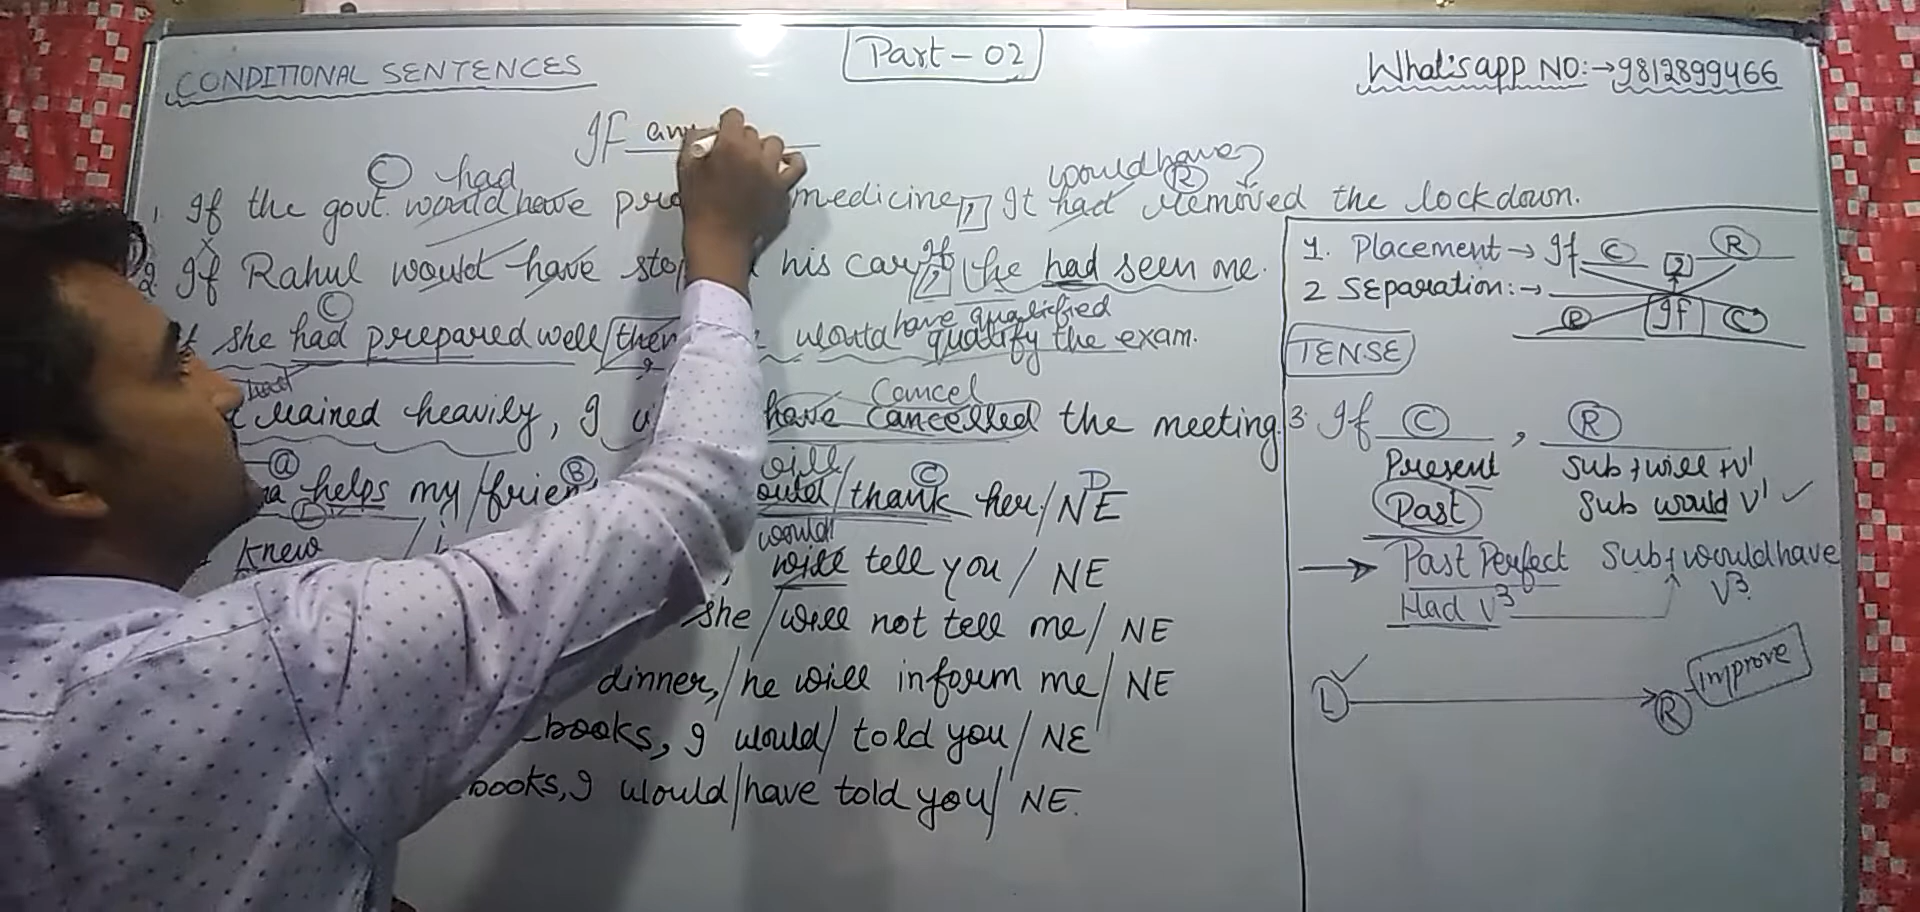 CONDITIONAL SENTENCES
Part - 02
What'sapp NO:→9812899466
If
C had would have? R
1. If the govt. would have medicine, It had removed the lockdown.
2. If Rahul would have his car If he had seen me.
C have qualified
she had prepared well/then would qualify the exam.
had Cancel
rained heavily, I have cancelled the meeting.
a B will C D
helps my/ /thank her/NE
would
knew will tell you/ NE
she/will not tell me/ NE
dinner,/he will inform me/ NE
books, I would/ told you/ NE
books, I would/have told you/ NE.
1. Placement → If C R
2 Separation:→
R If C
TENSE
3. If C , R
Present Sub + will + V1
Past Sub would V1 ✓
→ Past Perfect Sub + would have V3
Had V3
L → R
Improve